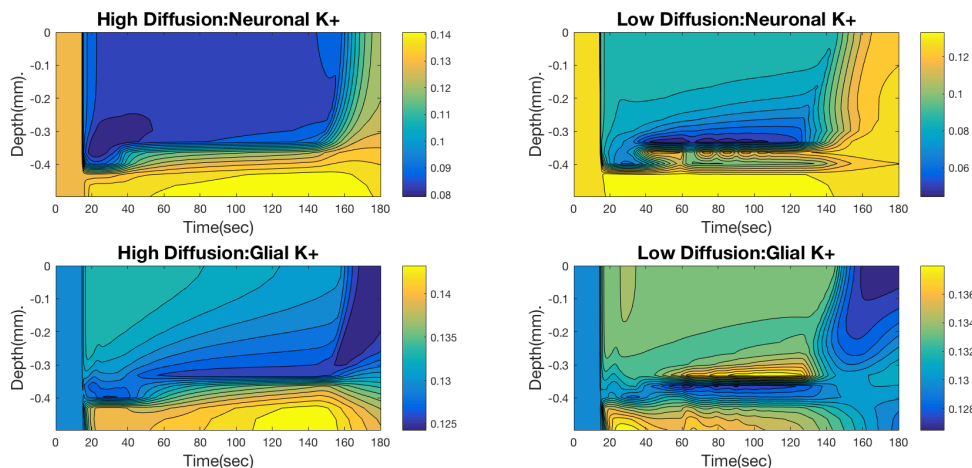 High Diffusion:Neuronal K+
Depth(mm).
0
-0.1
-0.2
-0.3
-0.4
0 20 40 60 80 100 120 140 160 180
Time(sec)
0.14
0.13
0.12
0.11
0.1
0.09
0.08
Low Diffusion:Neuronal K+
Depth(mm).
0
-0.1
-0.2
-0.3
-0.4
0 20 40 60 80 100 120 140 160 180
Time(sec)
0.12
0.1
0.08
0.06
High Diffusion:Glial K+
Depth(mm).
0
-0.1
-0.2
-0.3
-0.4
0 20 40 60 80 100 120 140 160 180
Time(sec)
0.14
0.135
0.13
0.125
Low Diffusion:Glial K+
Depth(mm).
0
-0.1
-0.2
-0.3
-0.4
0 20 40 60 80 100 120 140 160 180
Time(sec)
0.136
0.134
0.132
0.13
0.128